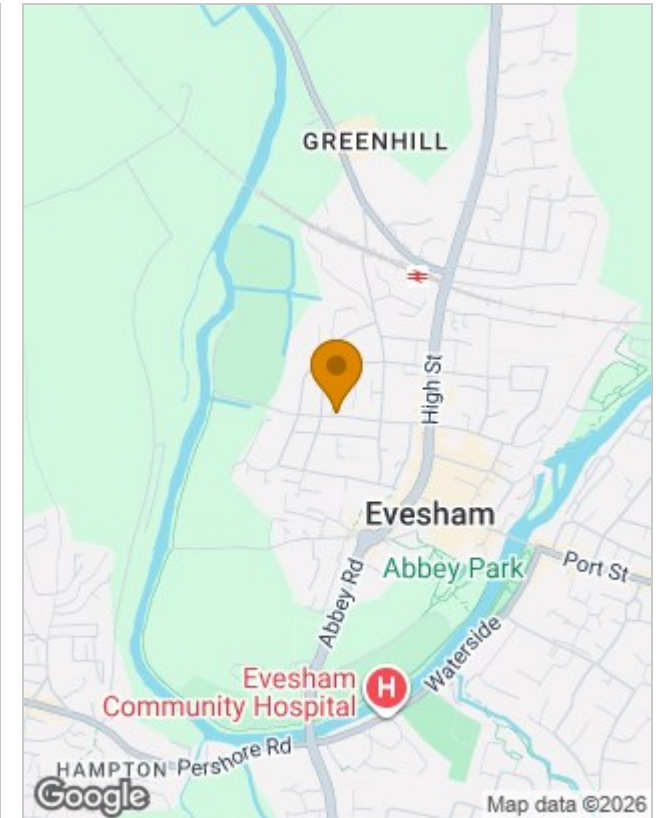 GREENHILL
High St
Evesham
Abbey Park
Port St
Abbey Rd
Waterside
Evesham
Community Hospital
H
HAMPTON
Pershore Rd
Google
Map data ©2026